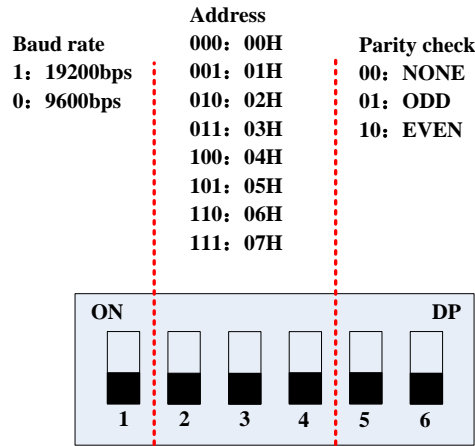 Baud rate
1：19200bps
0：9600bps
Address
000：00H
001：01H
010：02H
011：03H
100：04H
101：05H
110：06H
111：07H
Parity check
00：NONE
01：ODD
10：EVEN
ON DP
1 2 3 4 5 6